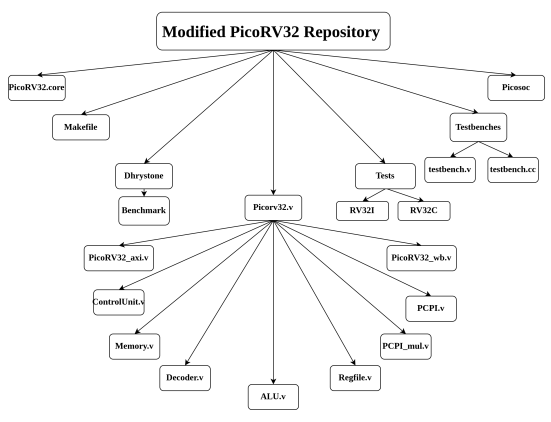 Modified PicoRV32 Repository
PicoRV32.core
Picosoc
Makefile
Testbenches
testbench.v
testbench.cc
Dhrystone
Tests
Benchmark
Picorv32.v
RV32I
RV32C
PicoRV32_axi.v
PicoRV32_wb.v
ControlUnit.v
PCPI.v
Memory.v
PCPI_mul.v
Decoder.v
Regfile.v
ALU.v